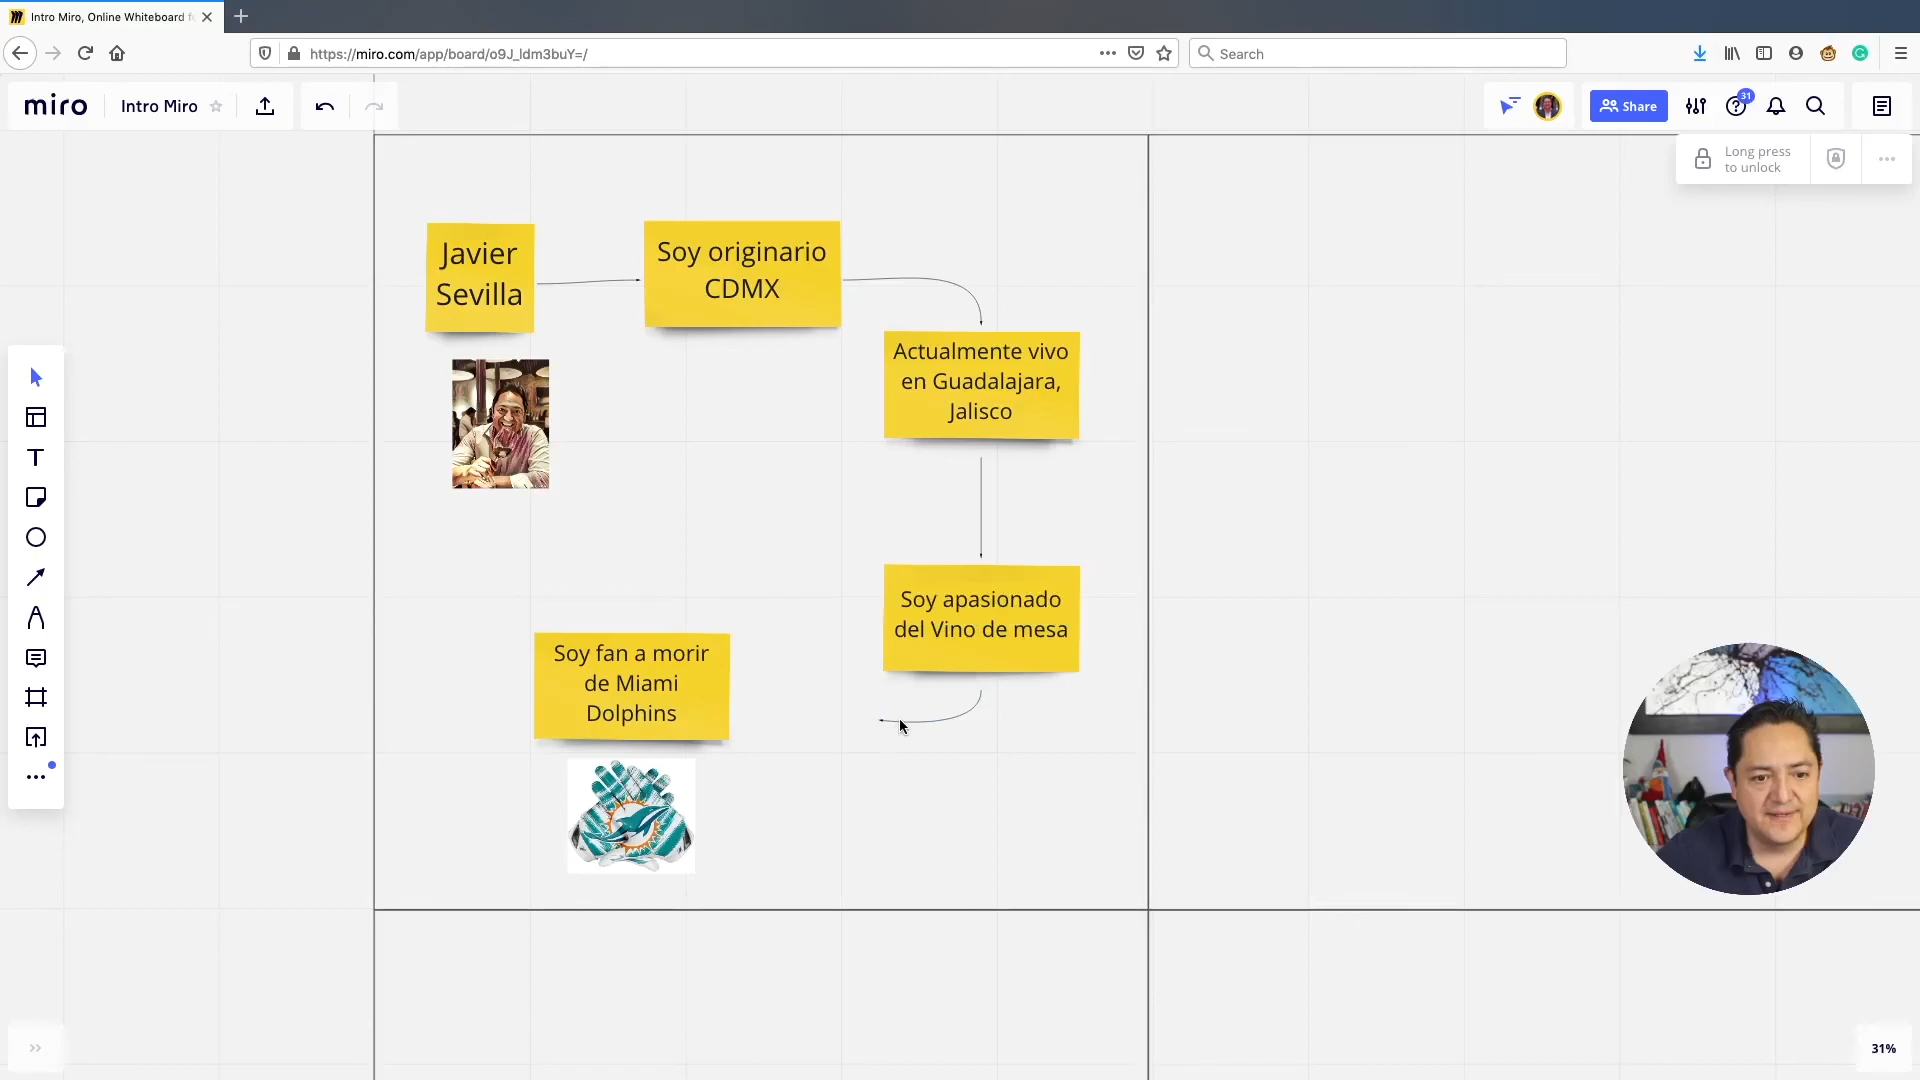 Intro Miro, Online Whiteboard f
https://miro.com/app/board/o9J_ldm3buY=/
Search
miro
Intro Miro
Share
31
Long press
to unlock
Javier
Sevilla
Soy originario
CDMX
Actualmente vivo
en Guadalajara,
Jalisco
Soy apasionado
del Vino de mesa
Soy fan a morir
de Miami
Dolphins
31%